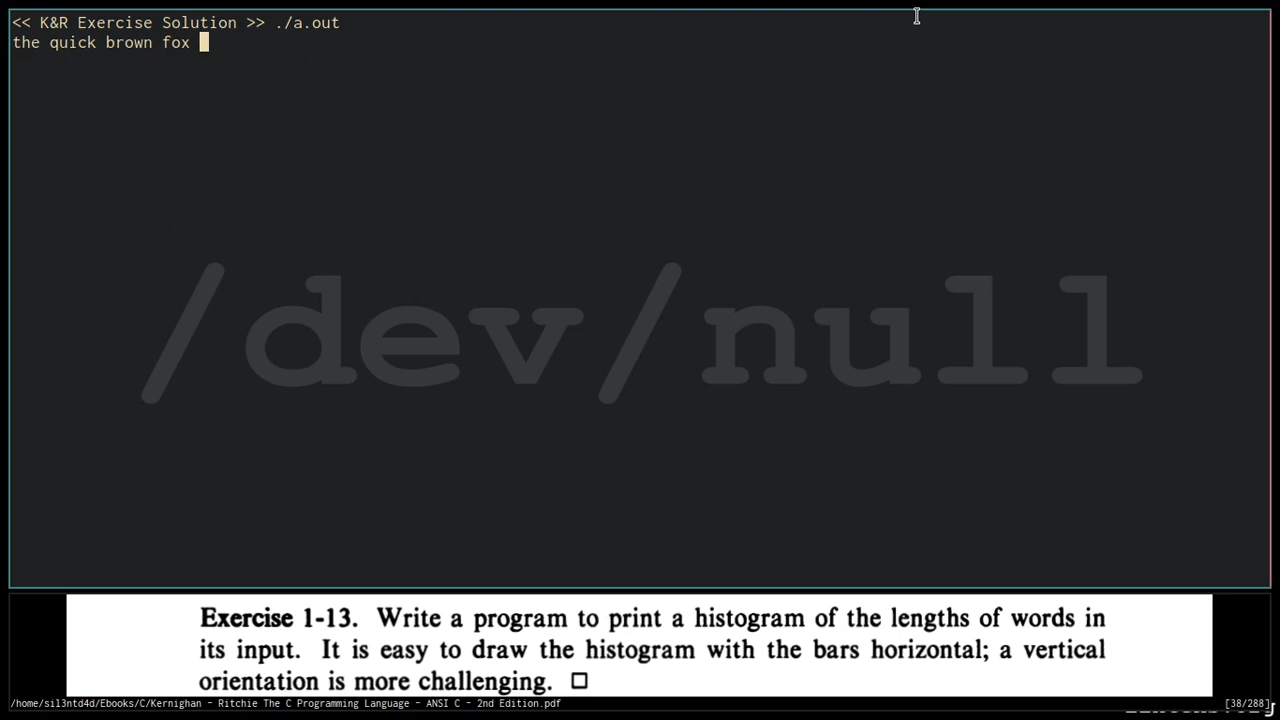 << K&R Exercise Solution >> ./a.out
the quick brown fox
/dev/null
Exercise 1-13. Write a program to print a histogram of the lengths of words in
its input. It is easy to draw the histogram with the bars horizontal; a vertical
orientation is more challenging. □
/home/sil3ntd4d/Ebooks/C/Kernighan - Ritchie The C Programming Language - ANSI C - 2nd Edition.pdf [38/288]